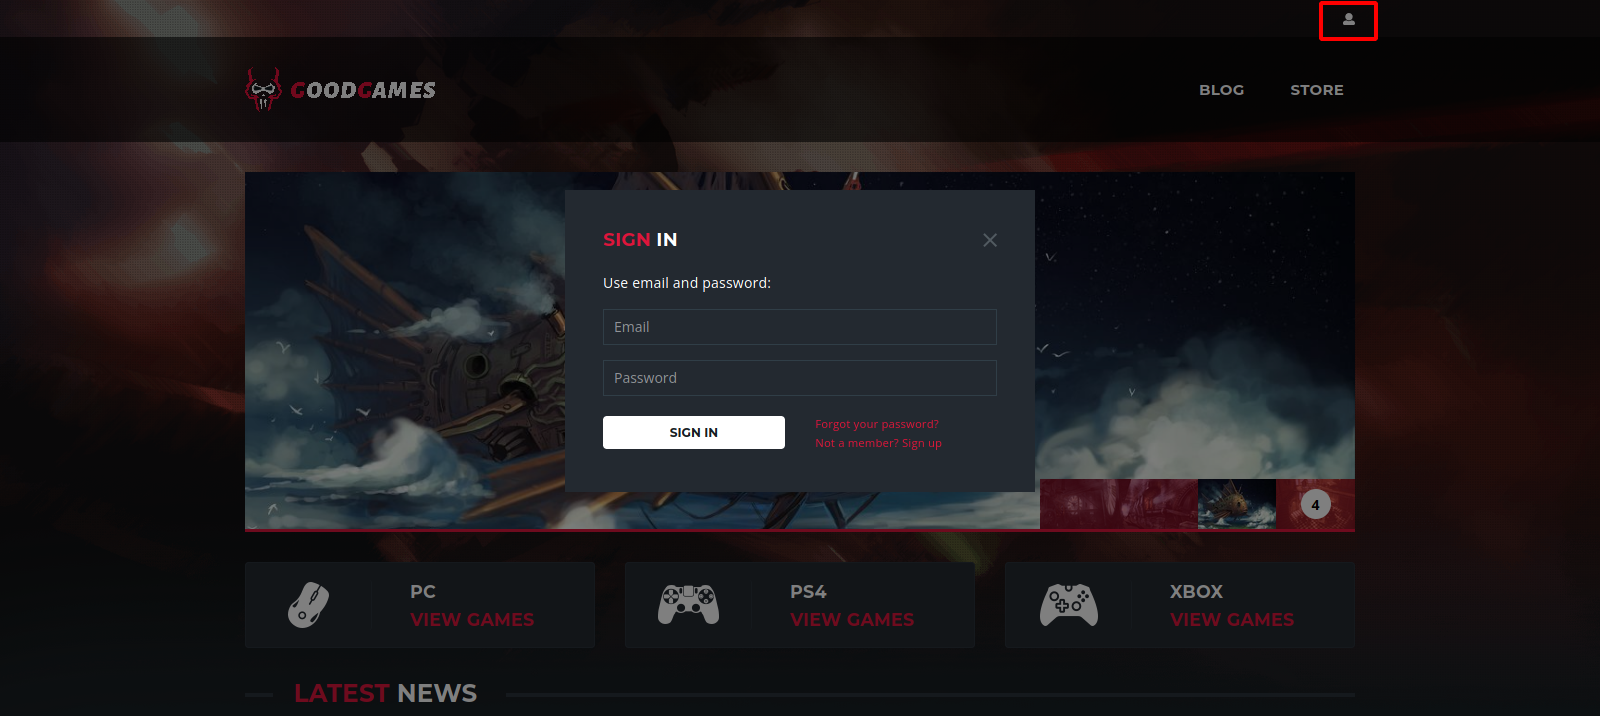 GOODGAMES
BLOG STORE
SIGN IN
Use email and password:
Email
Password
SIGN IN
Forgot your password?
Not a member? Sign up
4
PC
VIEW GAMES
PS4
VIEW GAMES
XBOX
VIEW GAMES
LATEST NEWS